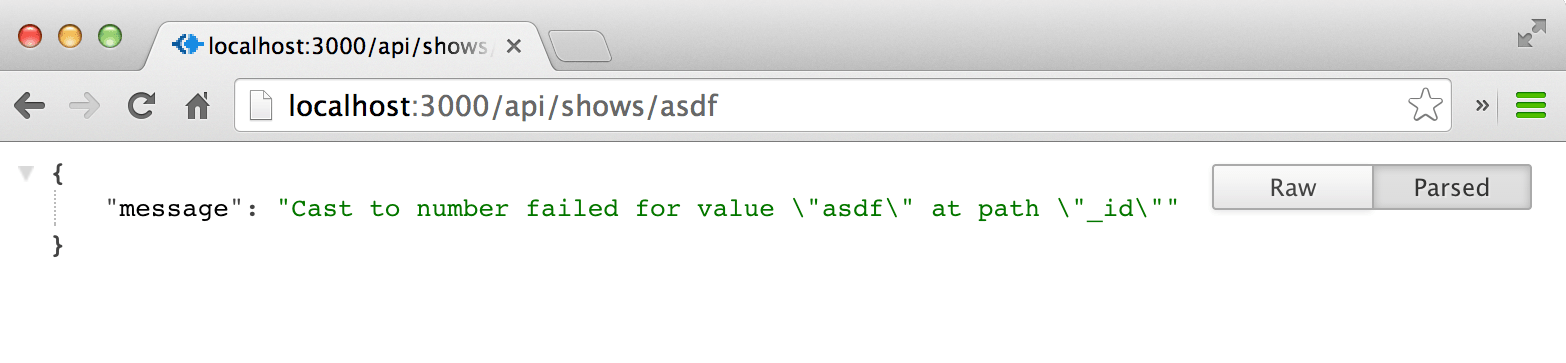 localhost:3000/api/shows/
localhost:3000/api/shows/asdf
»
{
"message": "Cast to number failed for value \"asdf\" at path \"_id\""
}
Raw Parsed